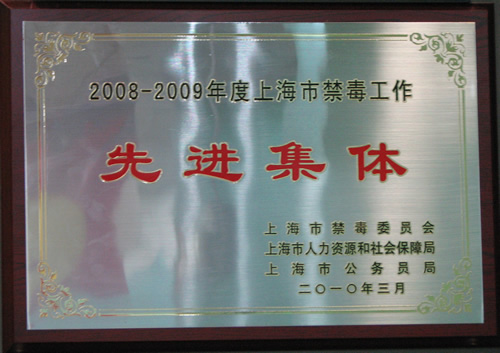 2008-2009年度上海市禁毒工作
先进集体
上海市禁毒委员会
上海市人力资源和社会保障局
上海市公务员局
二〇一〇年三月